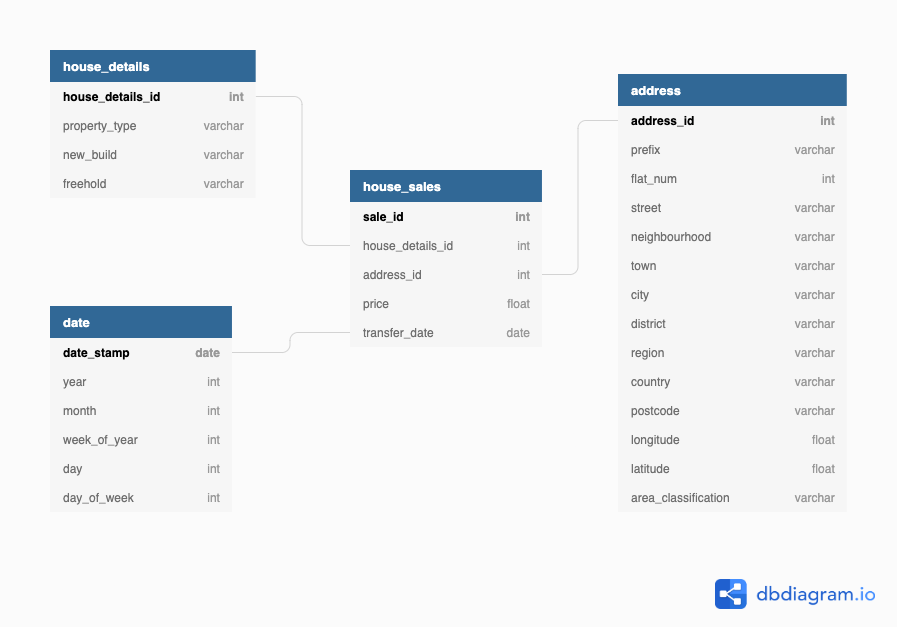 house_details
house_details_id int
property_type varchar
new_build varchar
freehold varchar
date
date_stamp date
year int
month int
week_of_year int
day int
day_of_week int
house_sales
sale_id int
house_details_id int
address_id int
price float
transfer_date date
address
address_id int
prefix varchar
flat_num int
street varchar
neighbourhood varchar
town varchar
city varchar
district varchar
region varchar
country varchar
postcode varchar
longitude float
latitude float
area_classification varchar
dbdiagram.io